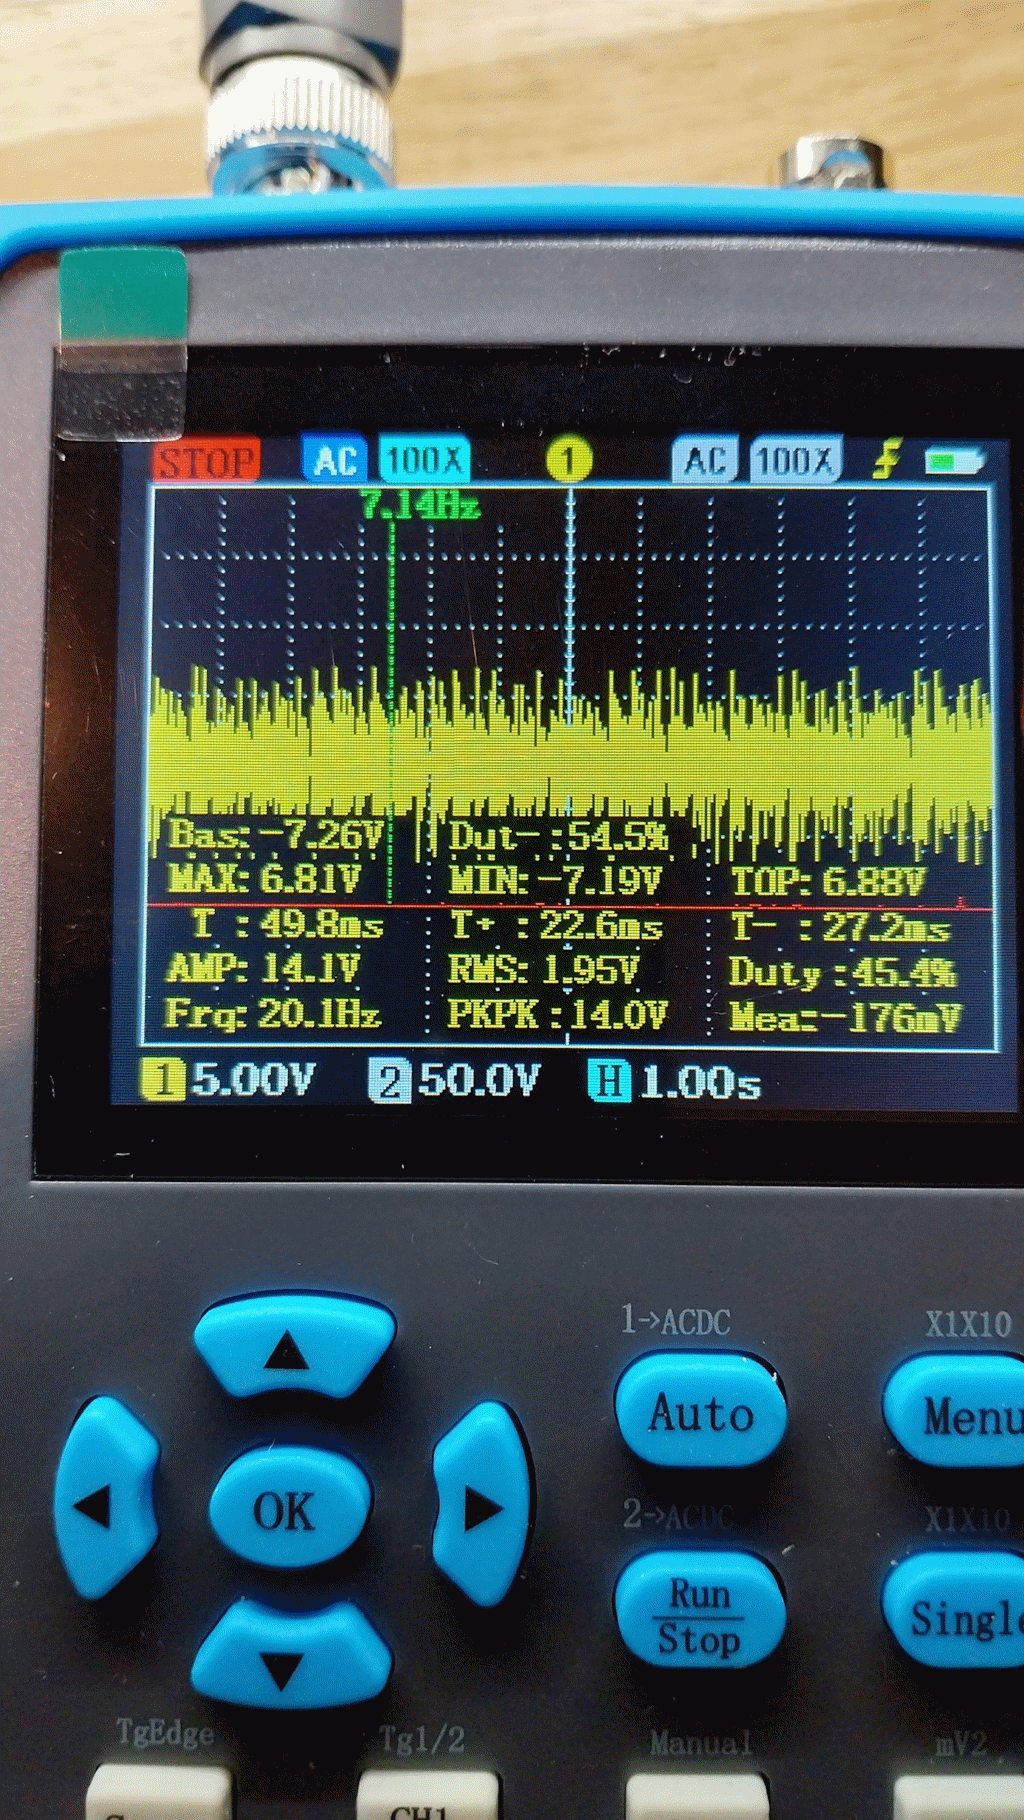 STOP AC 100X 1 AC 100X
7.14Hz
Bas:-7.26V Dut-:54.5%
MAX: 6.81V MIN:-7.19V TOP: 6.88V
T : 49.8ms T+ : 22.6ms T- : 27.2ms
AMP: 14.1V RMS: 1.95V Duty:45.4%
Frq: 20.1Hz PKPK:14.0V Mea:-176mV
1 5.00V 2 50.0V H 1.00s
1->ACDC X1X10
Auto Menu
OK
2->ACDC X1X10
Run
Stop
Single
TgEdge Tg1/2 Manual mV2
CH1